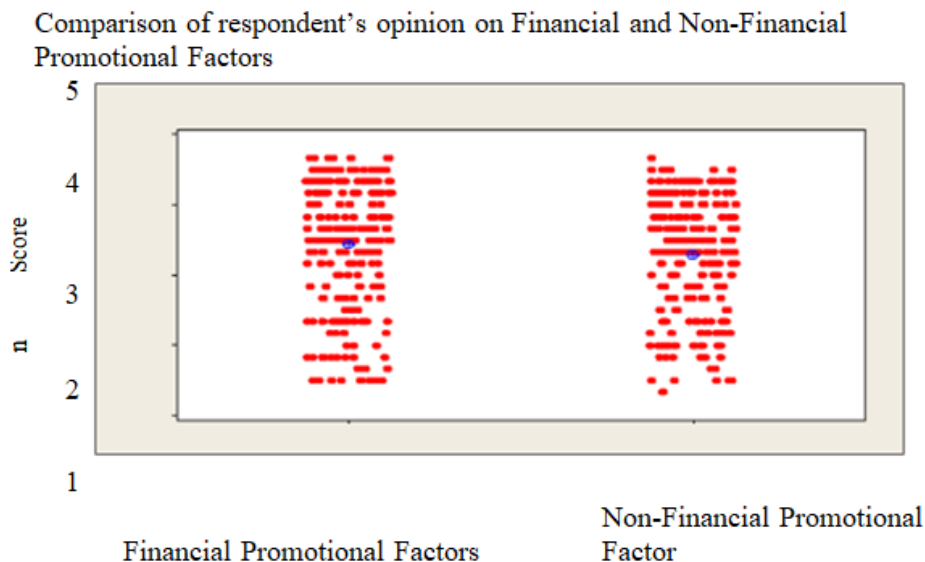 Comparison of respondent’s opinion on Financial and Non-Financial
Promotional Factors
5
4
3
2
1
n Score
Financial Promotional Factors
Non-Financial Promotional
Factor